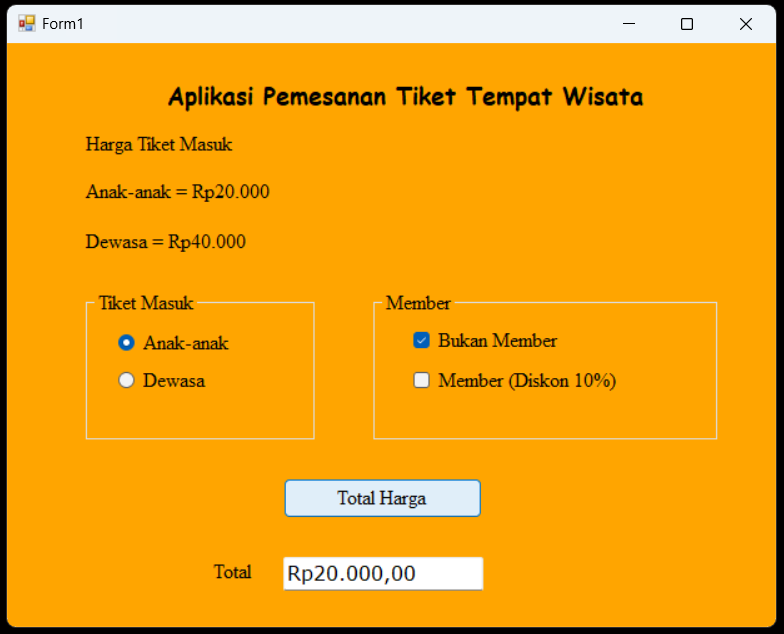 Form1
Aplikasi Pemesanan Tiket Tempat Wisata
Harga Tiket Masuk
Anak-anak = Rp20.000
Dewasa = Rp40.000
Tiket Masuk
Anak-anak
Dewasa
Member
Bukan Member
Member (Diskon 10%)
Total Harga
Total Rp20.000,00